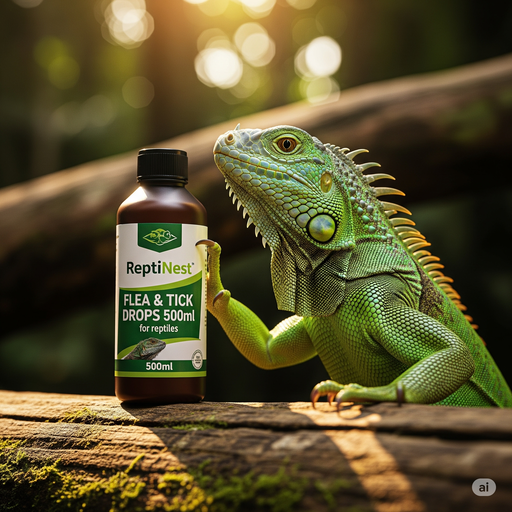 ReptiNest
FLEA & TICK
DROPS 500ml
for reptiles
500ml
ai